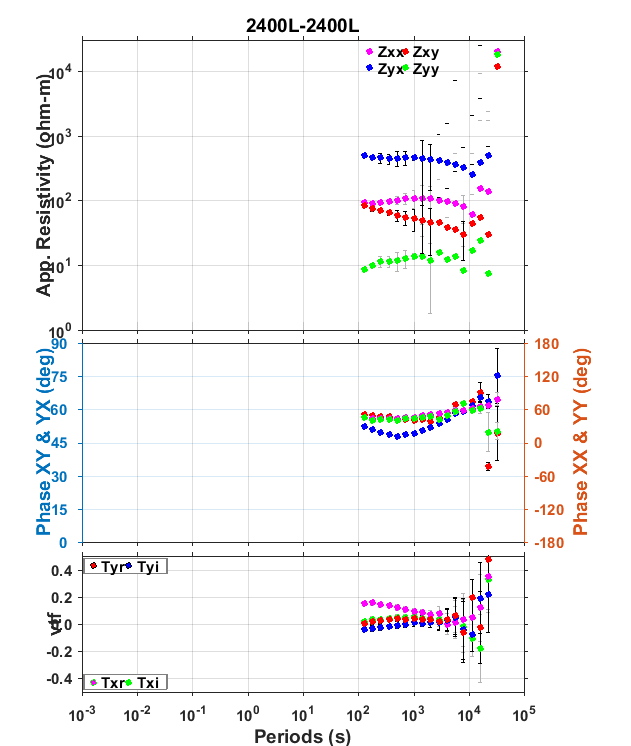 2400L-2400L
App. Resistivity (ohm-m)
10^4
10^3
10^2
10^1
10^0
Zxx Zxy
Zyx Zyy
Phase XY & YX (deg)
90
75
60
45
30
15
0
180
120
60
0
-60
-120
-180
Phase XX & YY (deg)
vtf
0.4
0.2
0
-0.2
-0.4
Tyr Tyi
Txr Txi
10^-3 10^-2 10^-1 10^0 10^1 10^2 10^3 10^4 10^5
Periods (s)